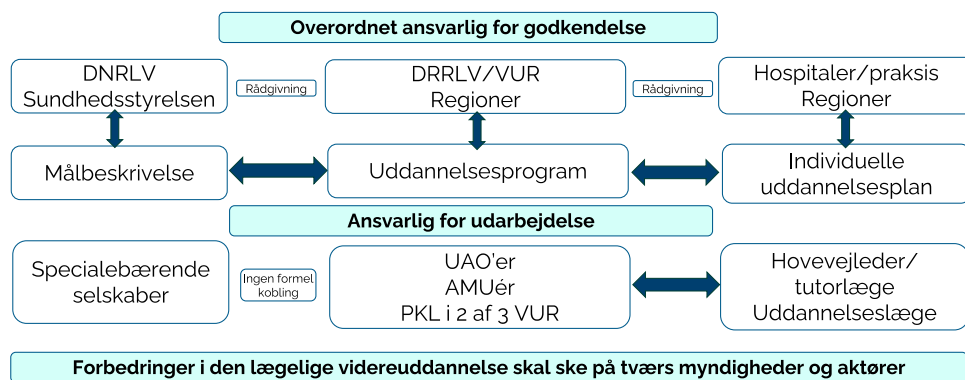 Overordnet ansvarlig for godkendelse
DNRLV
Sundhedsstyrelsen
Rådgivning
DRRLV/VUR
Regioner
Rådgivning
Hospitaler/praksis
Regioner
Målbeskrivelse
Uddannelsesprogram
Individuelle
uddannelsesplan
Ansvarlig for udarbejdelse
Specialebærende
selskaber
Ingen formel
kobling
UAO'er
AMUér
PKL i 2 af 3 VUR
Hovevejleder/
tutorlæge
Uddannelseslæge
Forbedringer i den lægelige videreuddannelse skal ske på tværs myndigheder og aktører